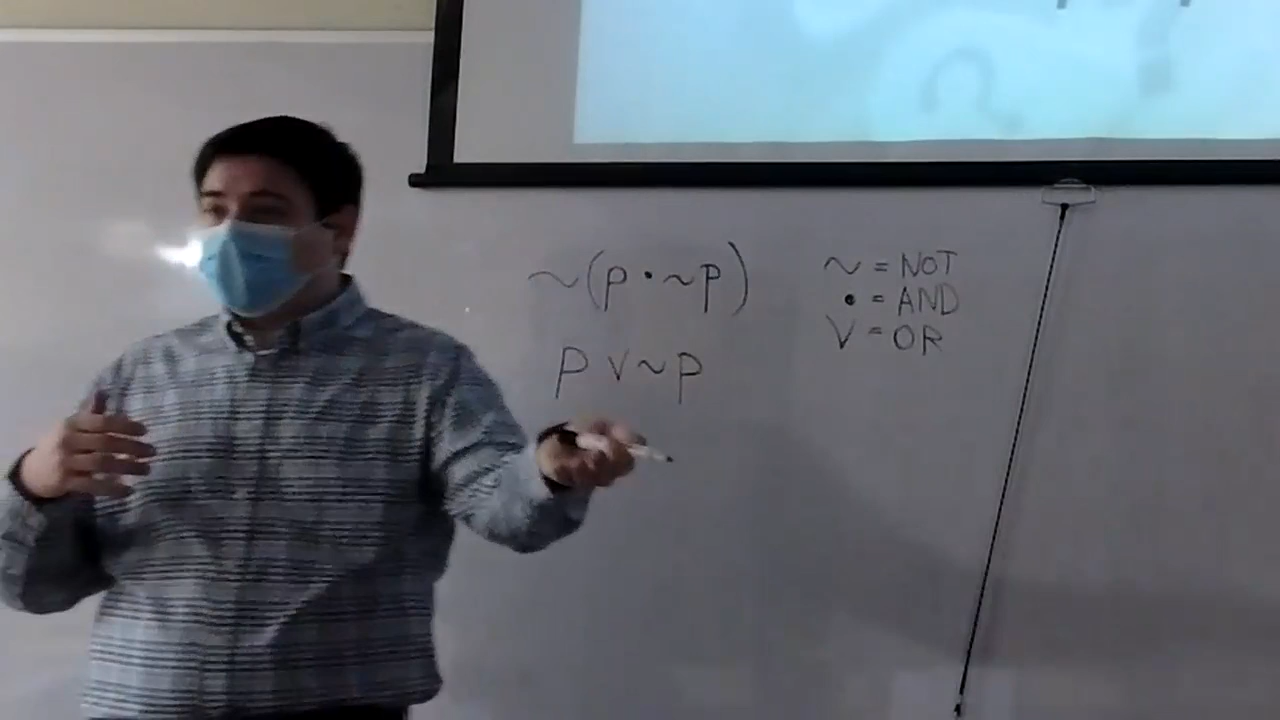 ~(p • ~p)
p v ~p
~ = NOT
• = AND
V = OR